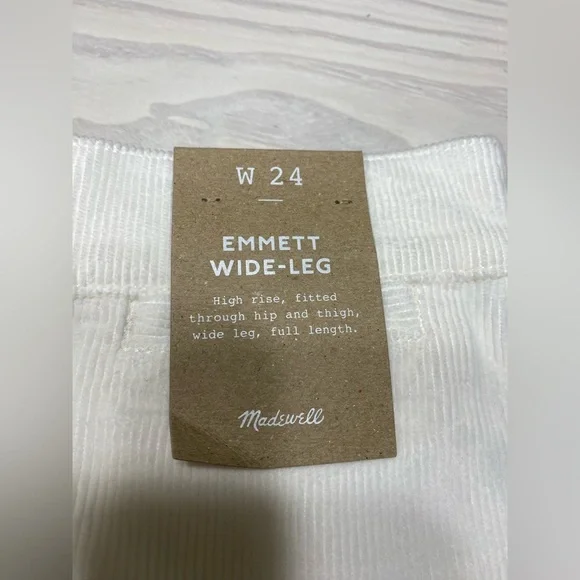 W 24
EMMETT
WIDE-LEG
High rise, fitted
through hip and thigh,
wide leg, full length.
Madewell